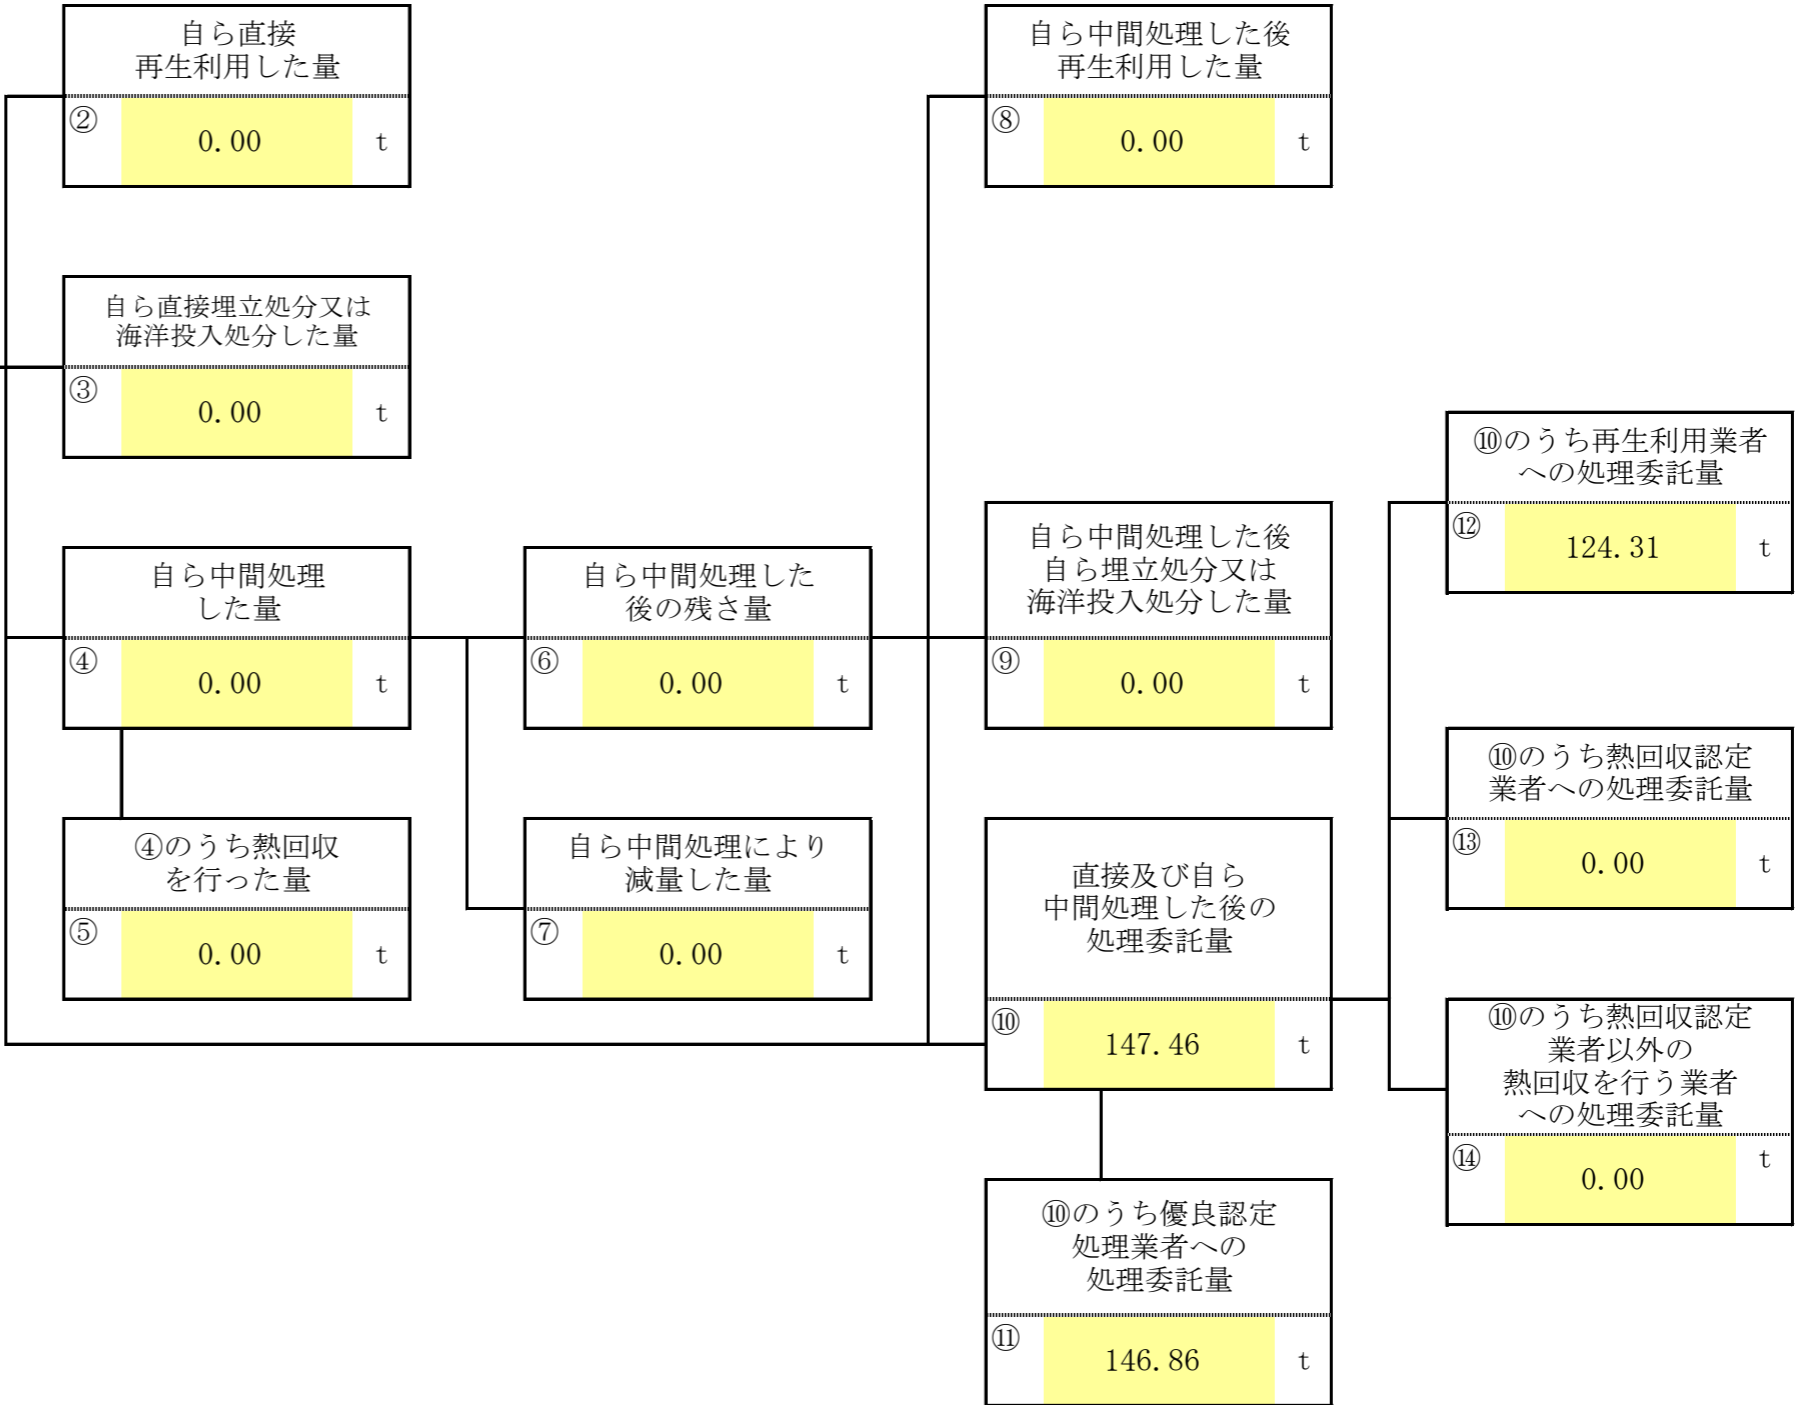 自ら直接
再生利用した量
②
0.00
t
自ら中間処理した後
再生利用した量
⑧
0.00
t
自ら直接埋立処分又は
海洋投入処分した量
③
0.00
t
⑩のうち再生利用業者
への処理委託量
⑫
124.31
t
自ら中間処理
した量
④
0.00
t
自ら中間処理した
後の残さ量
⑥
0.00
t
自ら中間処理した後
自ら埋立処分又は
海洋投入処分した量
⑨
0.00
t
⑩のうち熱回収認定
業者への処理委託量
⑬
0.00
t
④のうち熱回収
を行った量
⑤
0.00
t
自ら中間処理により
減量した量
⑦
0.00
t
直接及び自ら
中間処理した後の
処理委託量
⑩
147.46
t
⑩のうち熱回収認定
業者以外の
熱回収を行う業者
への処理委託量
⑭
0.00
t
⑩のうち優良認定
処理業者への
処理委託量
⑪
146.86
t